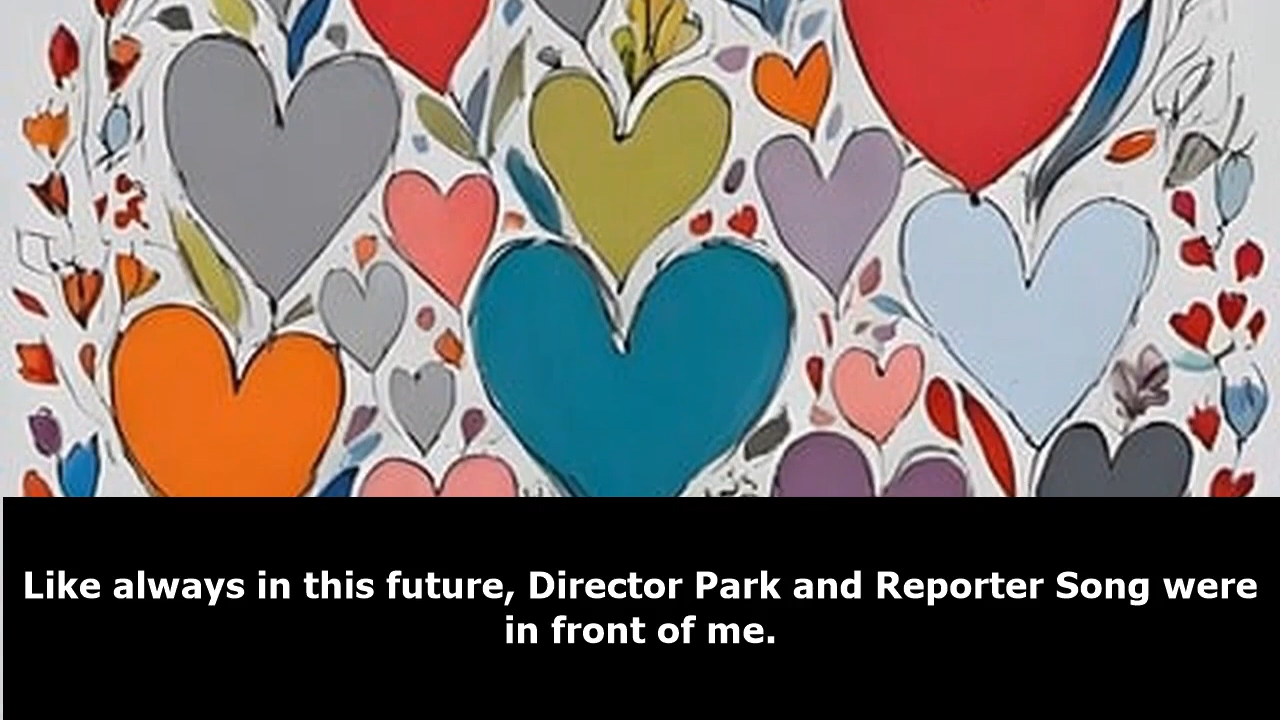 Like always in this future, Director Park and Reporter Song were
in front of me.